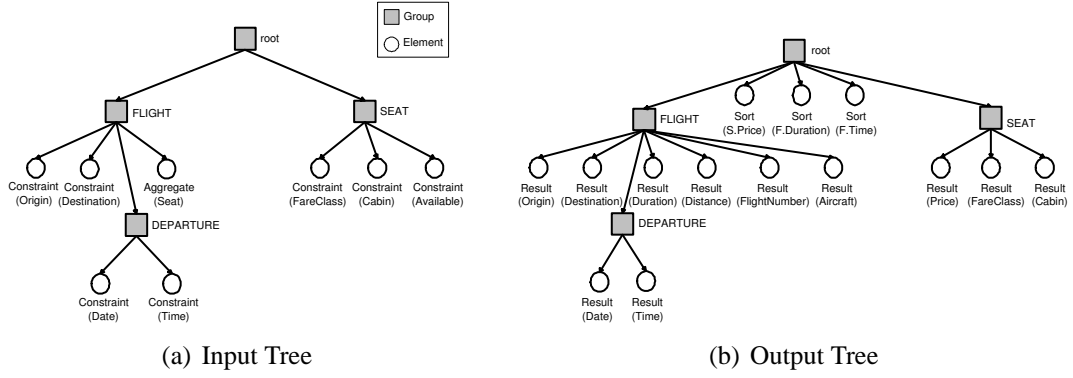 Group
Element
root
FLIGHT
SEAT
Constraint
(Origin)
Constraint
(Destination)
Aggregate
(Seat)
Constraint
(FareClass)
Constraint
(Cabin)
Constraint
(Available)
DEPARTURE
Constraint
(Date)
Constraint
(Time)
(a) Input Tree
root
Sort
(S.Price)
Sort
(F.Duration)
Sort
(F.Time)
FLIGHT
SEAT
Result
(Origin)
Result
(Destination)
Result
(Duration)
Result
(Distance)
Result
(FlightNumber)
Result
(Aircraft)
Result
(Price)
Result
(FareClass)
Result
(Cabin)
DEPARTURE
Result
(Date)
Result
(Time)
(b) Output Tree